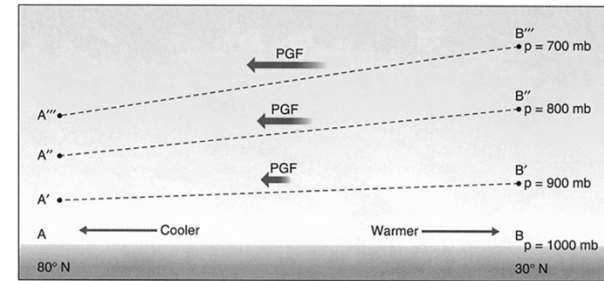 B′′′
p = 700 mb
PGF
A′′′
B′′
p = 800 mb
PGF
A′′
B′
p = 900 mb
PGF
A′
A
Cooler
Warmer
B
p = 1000 mb
80° N
30° N